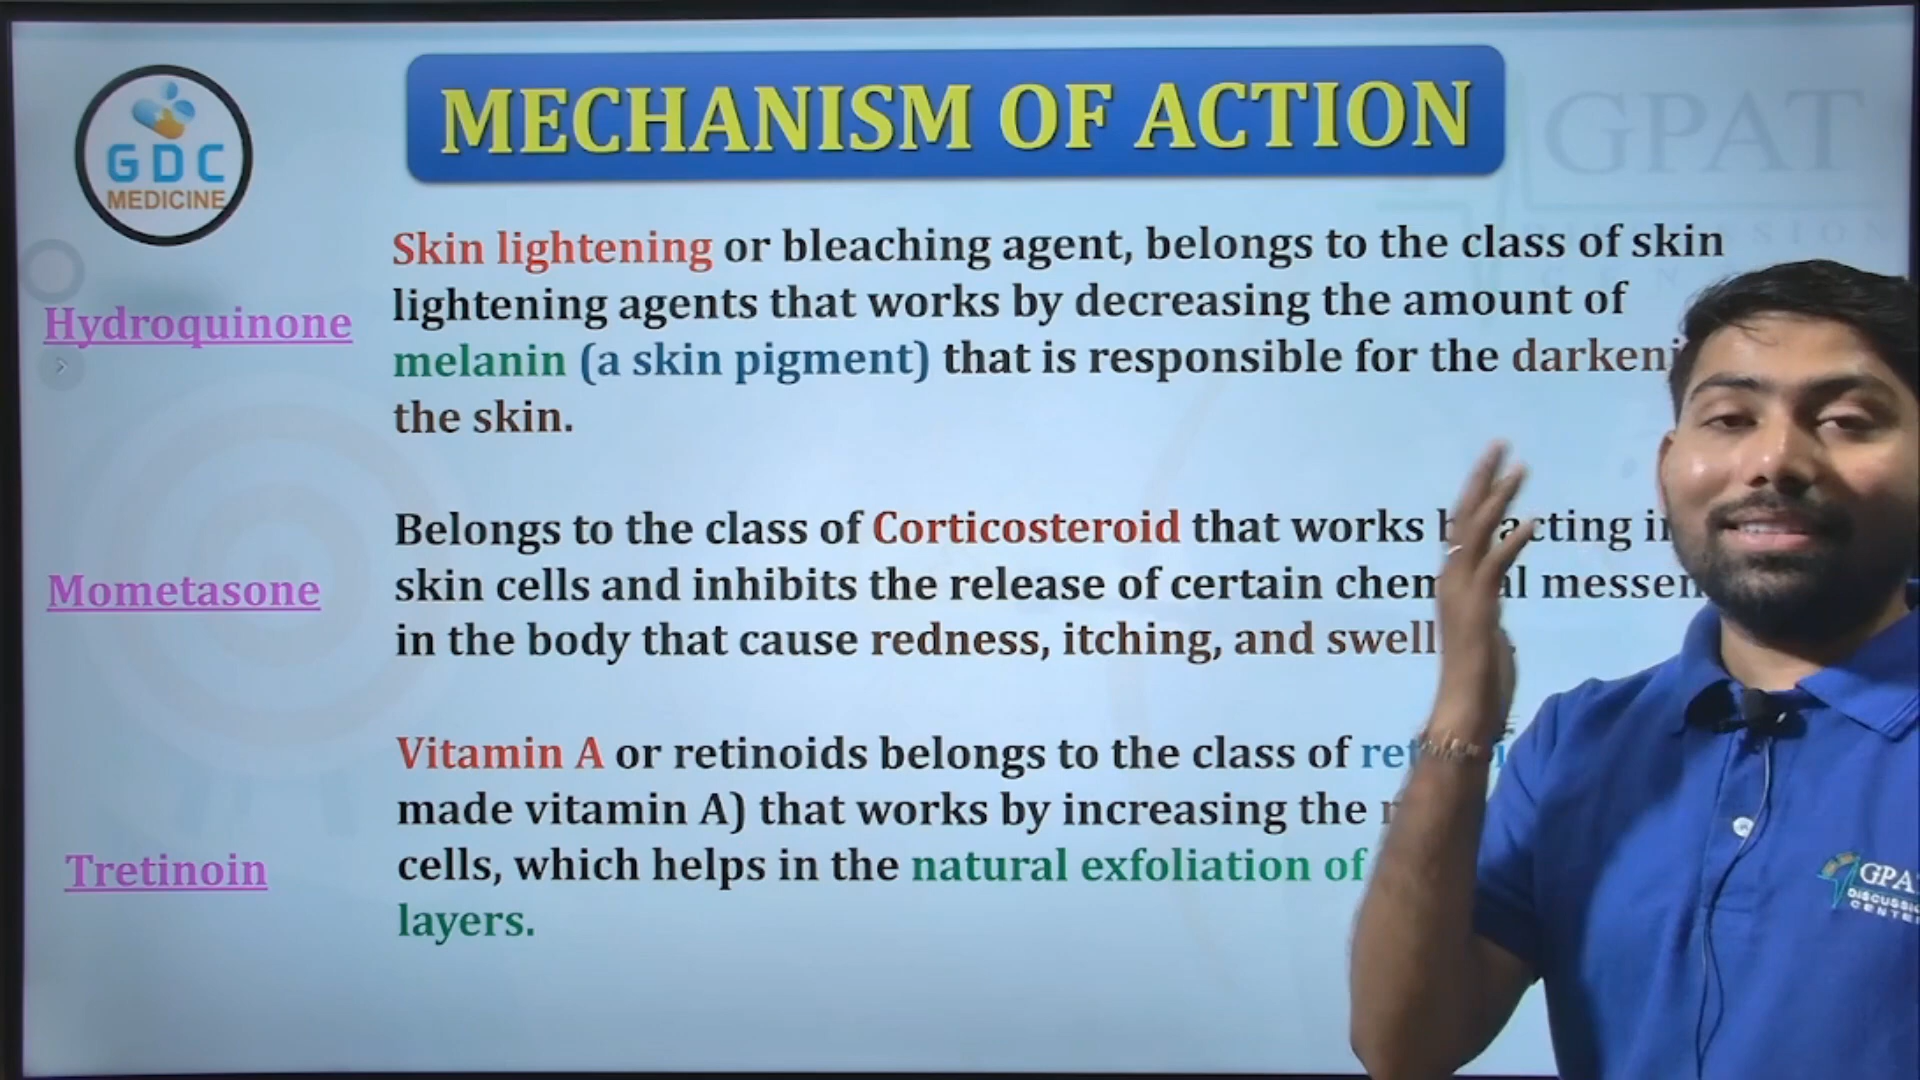 MECHANISM OF ACTION
GDC
MEDICINE
GPAT
Skin lightening or bleaching agent, belongs to the class of skin
lightening agents that works by decreasing the amount of
Hydroquinone
melanin (a skin pigment) that is responsible for the
the skin.
Belongs to the class of Corticosteroid that works acting
skin cells and inhibits the release of certain
Mometasone
in the body that cause redness, itching, and
Vitamin A or retinoids belongs to the class of
made vitamin A) that works by increasing the
Tretinoin
cells, which helps in the natural exfoliation of
layers.
DISCUSSION
CENTER